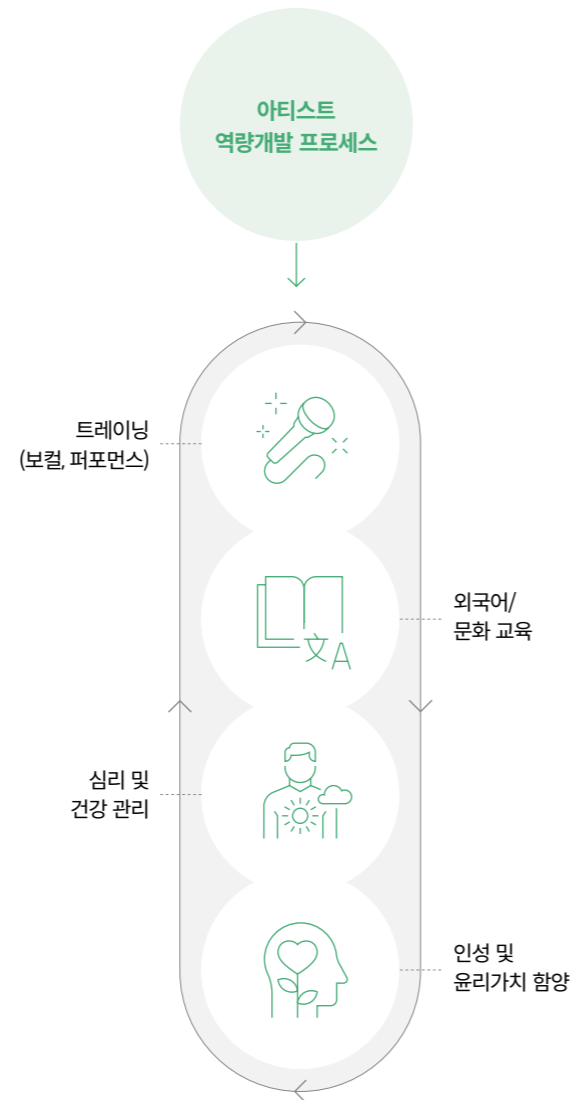 아티스트
역량개발 프로세스
트레이닝
(보컬, 퍼포먼스)
외국어/
문화 교육
文A
심리 및
건강 관리
인성 및
윤리가치 함양